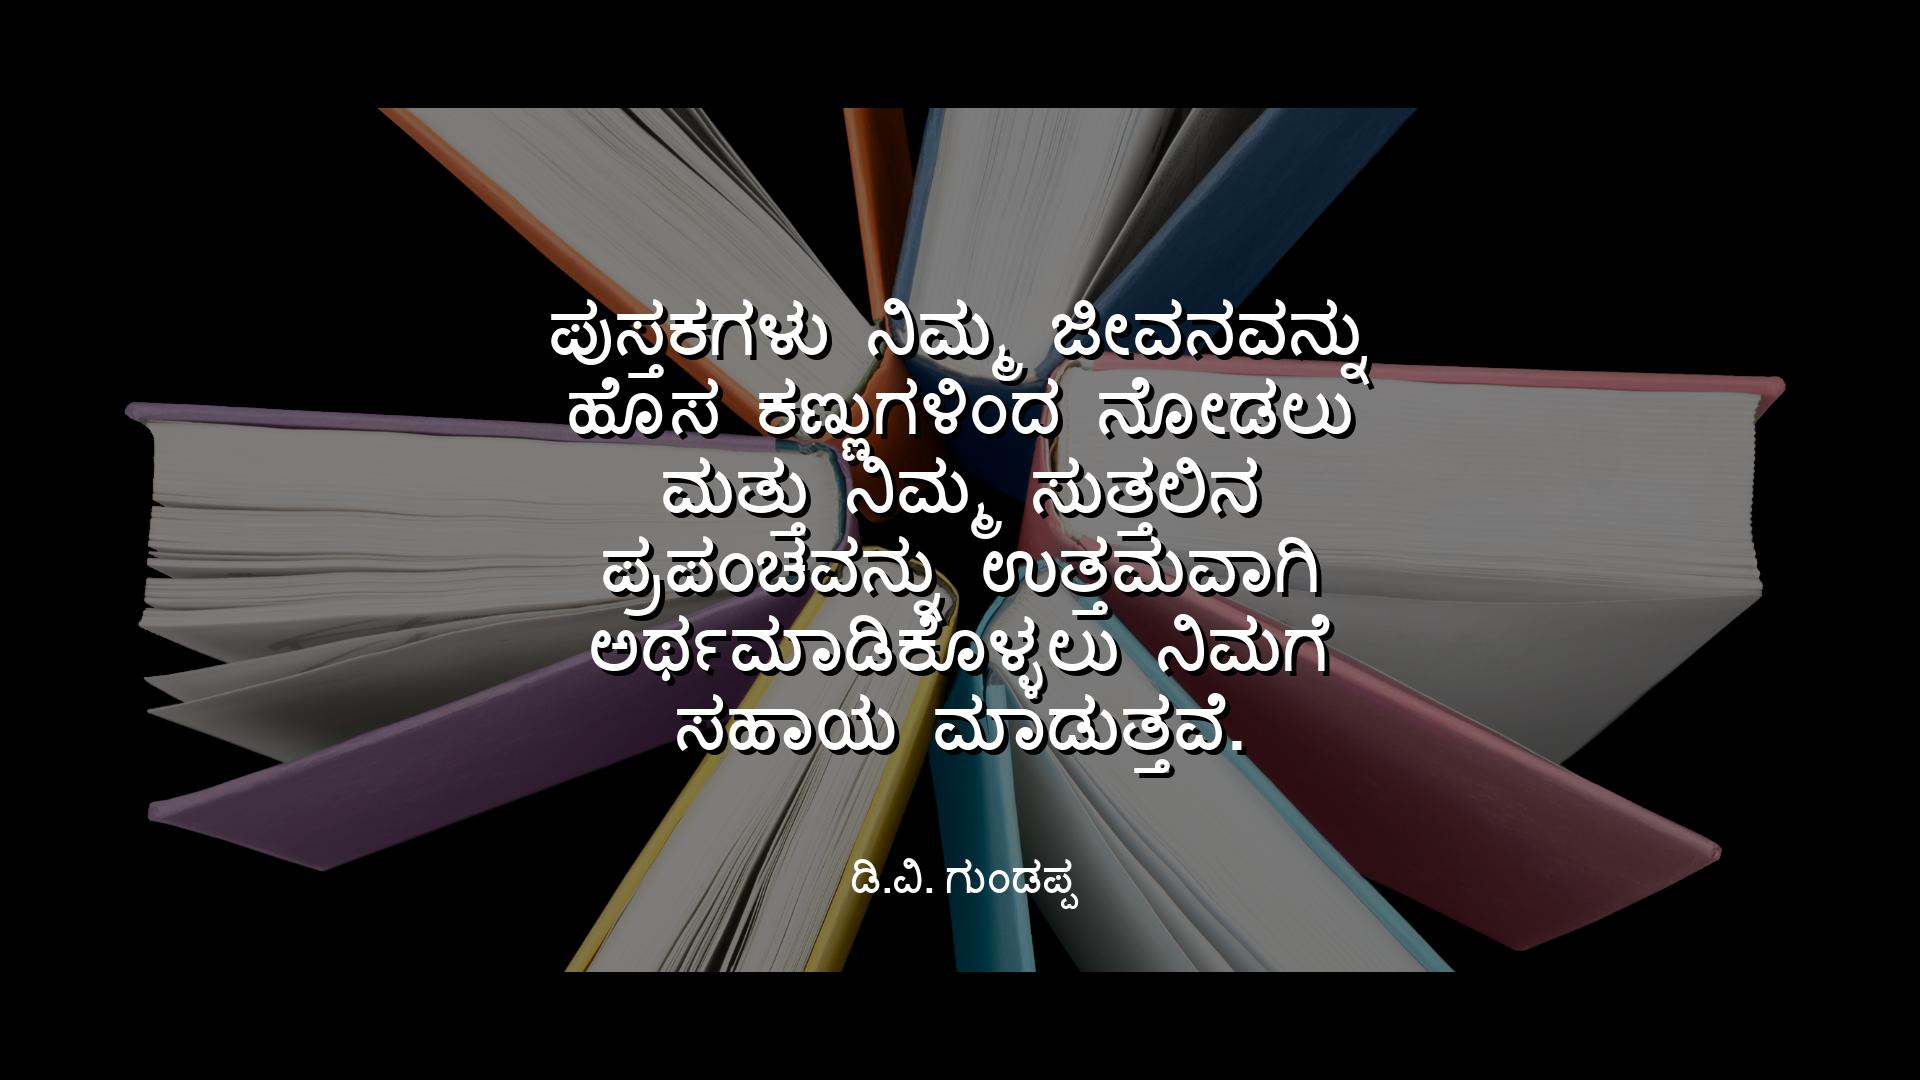 ಪುಸ್ತಕಗಳು ನಿಮ್ಮ ಜೀವನವನ್ನು
ಹೊಸ ಕಣ್ಣುಗಳಿಂದ ನೋಡಲು
ಮತ್ತು ನಿಮ್ಮ ಸುತ್ತಲಿನ
ಪ್ರಪಂಚವನ್ನು ಉತ್ತಮವಾಗಿ
ಅರ್ಥಮಾಡಿಕೊಳ್ಳಲು ನಿಮಗೆ
ಸಹಾಯ ಮಾಡುತ್ತವೆ.
ಡಿ.ವಿ. ಗುಂಡಪ್ಪ